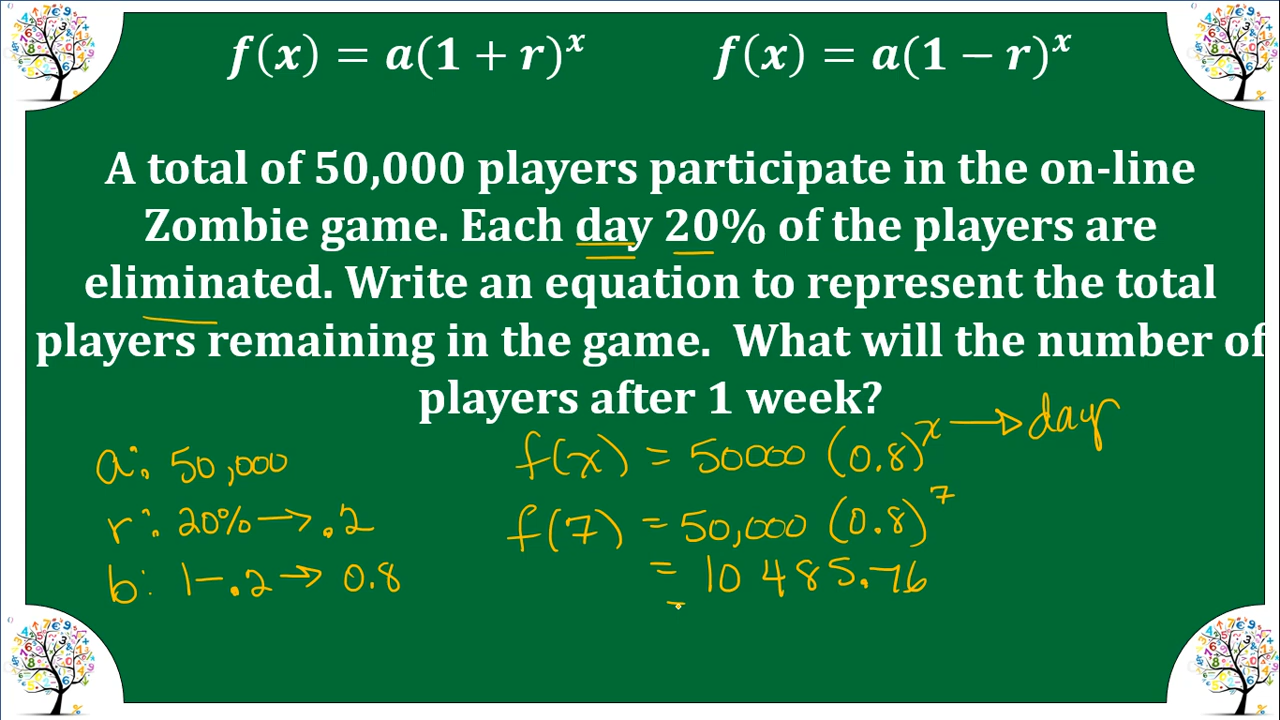 f(x) = a(1 + r)^x f(x) = a(1 − r)^x
A total of 50,000 players participate in the on-line
Zombie game. Each day 20% of the players are
eliminated. Write an equation to represent the total
players remaining in the game. What will the number of
players after 1 week?
a: 50,000
r: 20% → .2
b: 1 − .2 → 0.8
f(x) = 50000 (0.8)^x → day
f(7) = 50,000 (0.8)^7
= 10 485.76
=